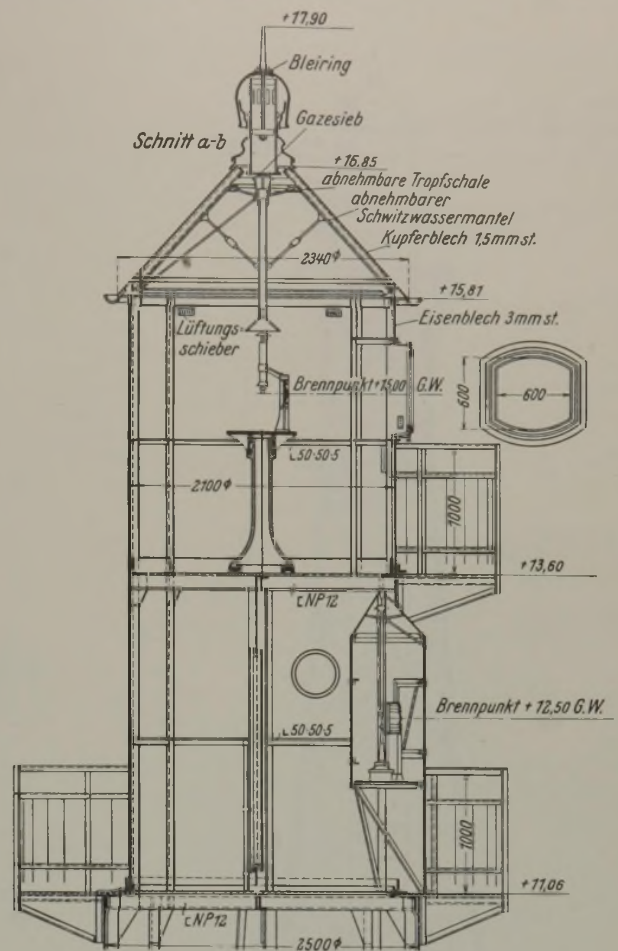 +17,90
Bleiring
Gazesieb
Schnitt a-b
+16,85
abnehmbare Tropfschale
abnehmbarer
Schwitzwassermantel
Kupferblech 1,5mm st.
2340 ϕ
+15,81
Eisenblech 3mm st.
Lüftungs-
schieber
Brennpunkt +15,00 G.W.
600
600
∟50·50·5
2100 ϕ
1000
+13,60
⊏NP12
Brennpunkt + 12,50 G.W.
∟50·50·5
1000
+11,06
⊏NP12
2500 ϕ